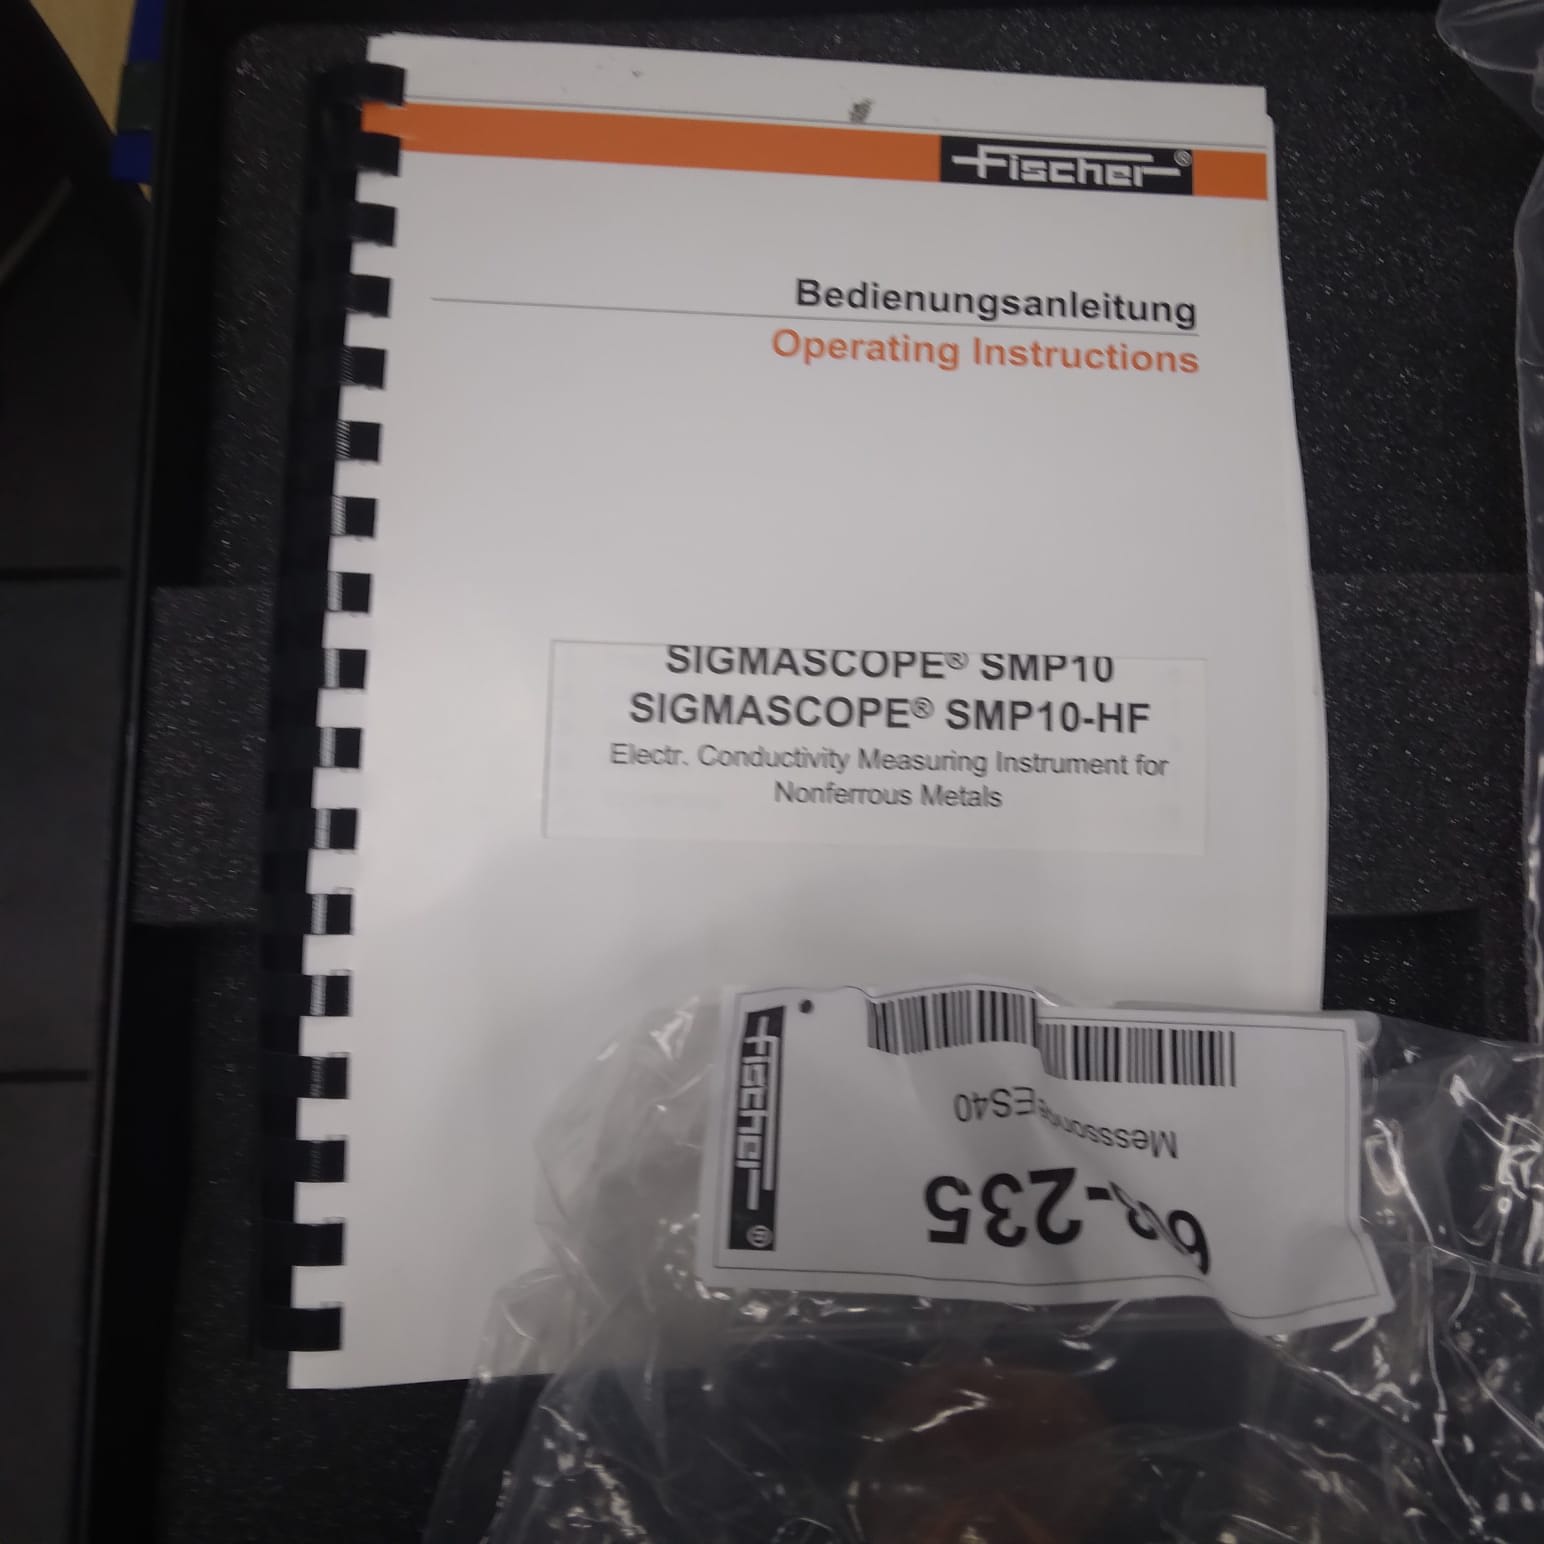 Fischer®
Bedienungsanleitung
Operating Instructions
SIGMASCOPE® SMP10
SIGMASCOPE® SMP10-HF
Electr. Conductivity Measuring Instrument for
Nonferrous Metals
Fischer®
ES40
-235